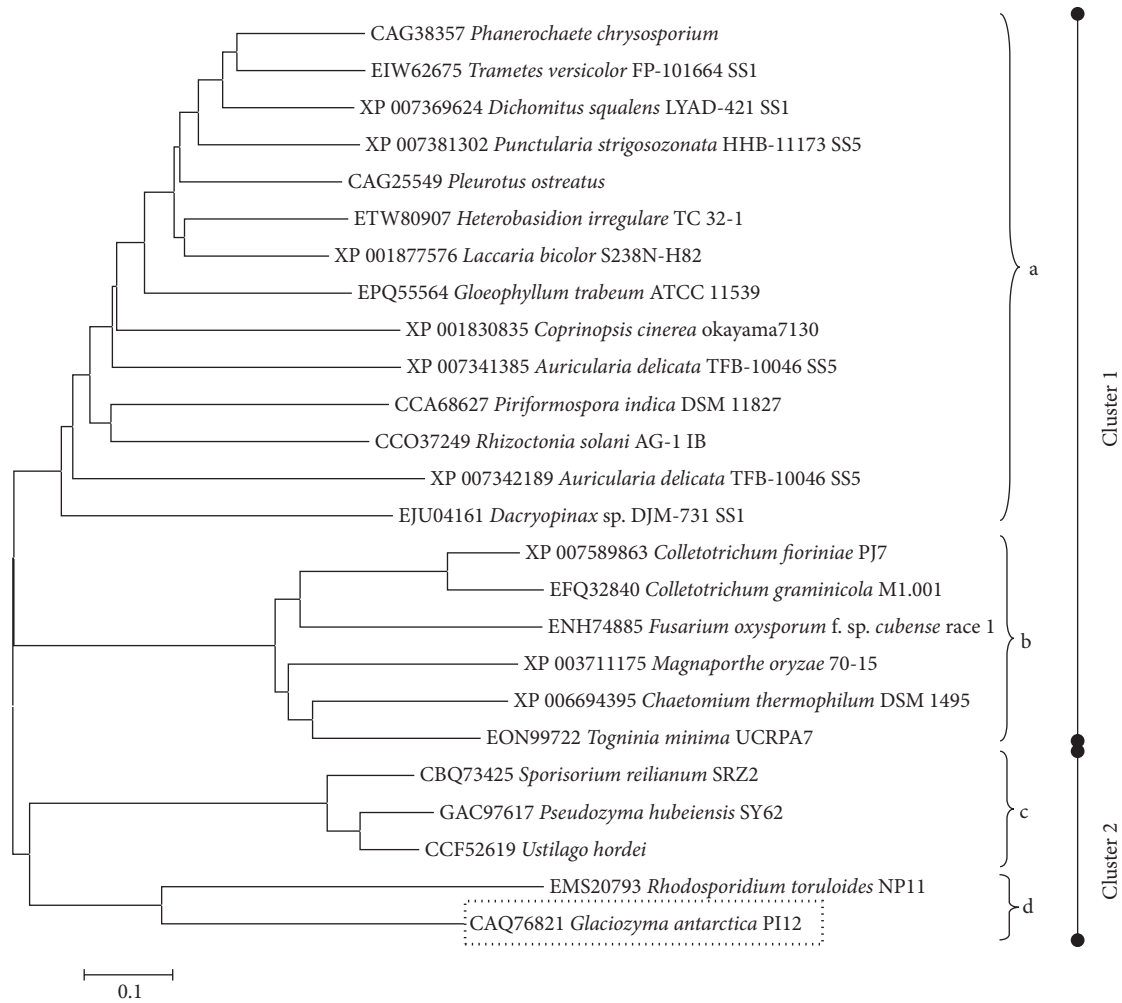 CAG38357 Phanerochaete chrysosporium
EIW62675 Trametes versicolor FP-101664 SS1
XP 007369624 Dichomitus squalens LYAD-421 SS1
XP 007381302 Punctularia strigosozonata HHB-11173 SS5
CAG25549 Pleurotus ostreatus
ETW80907 Heterobasidion irregulare TC 32-1
XP 001877576 Laccaria bicolor S238N-H82
a
EPQ55564 Gloeophyllum trabeum ATCC 11539
XP 001830835 Coprinopsis cinerea okayama7130
XP 007341385 Auricularia delicata TFB-10046 SS5
CCA68627 Piriformospora indica DSM 11827
Cluster 1
CCO37249 Rhizoctonia solani AG-1 IB
XP 007342189 Auricularia delicata TFB-10046 SS5
EJU04161 Dacryopinax sp. DJM-731 SS1
XP 007589863 Colletotrichum fioriniae PJ7
EFQ32840 Colletotrichum graminicola M1.001
ENH74885 Fusarium oxysporum f. sp. cubense race 1
b
XP 003711175 Magnaporthe oryzae 70-15
XP 006694395 Chaetomium thermophilum DSM 1495
EON99722 Togninia minima UCRPA7
CBQ73425 Sporisorium reilianum SRZ2
GAC97617 Pseudozyma hubeiensis SY62
c
CCF52619 Ustilago hordei
Cluster 2
EMS20793 Rhodosporidium toruloides NP11
d
CAQ76821 Glaciozyma antarctica PI12
0.1